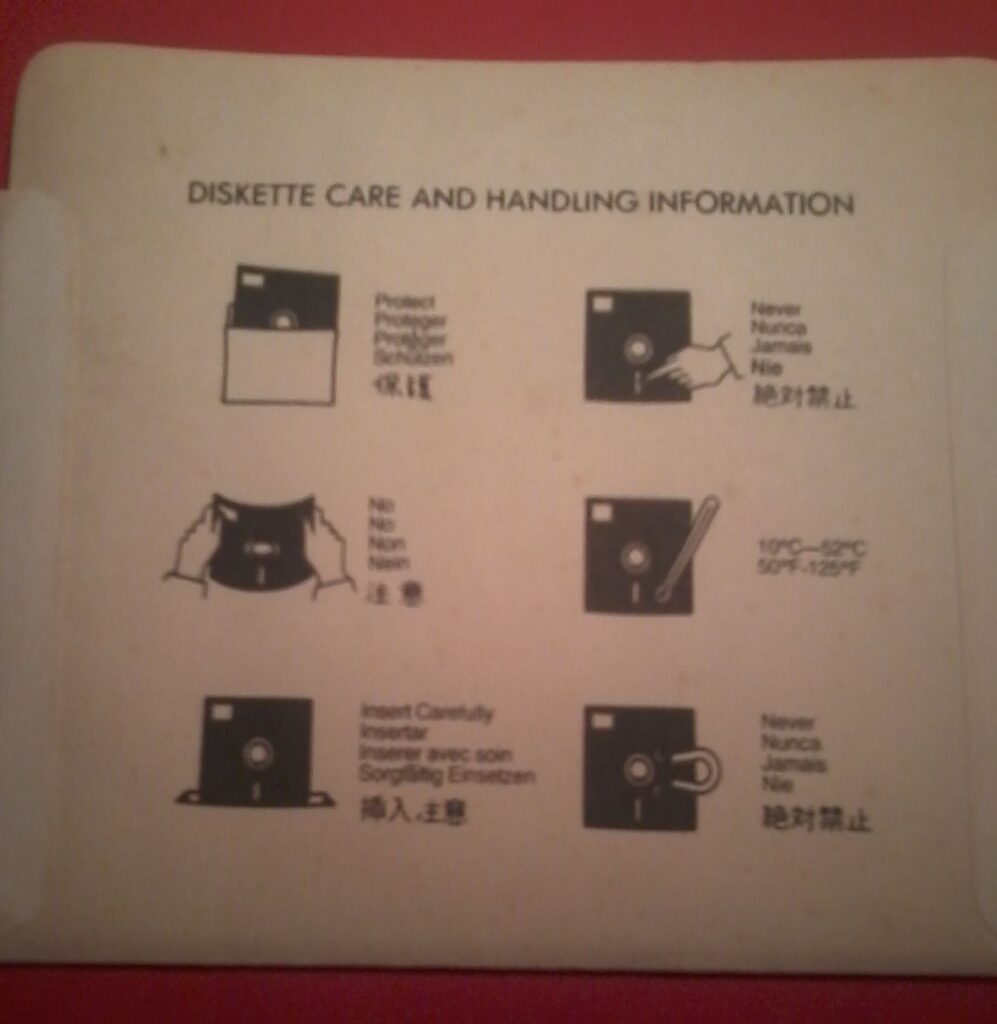 DISKETTE CARE AND HANDLING INFORMATION
Protect
Proteger
Protéger
Schützen
保護
Never
Nunca
Jamais
Nie
絶対禁止
No
No
Non
Nein
注意
10°C—52°C
50°F-125°F
Insert Carefully
Insertar
Inserer avec soin
Sorgfältig Einsetzen
挿入注意
Never
Nunca
Jamais
Nie
絶対禁止